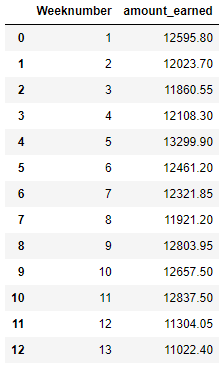 Weeknumber amount_earned
0 1 12595.80
1 2 12023.70
2 3 11860.55
3 4 12108.30
4 5 13299.90
5 6 12461.20
6 7 12321.85
7 8 11921.20
8 9 12803.95
9 10 12657.50
10 11 12837.50
11 12 11304.05
12 13 11022.40